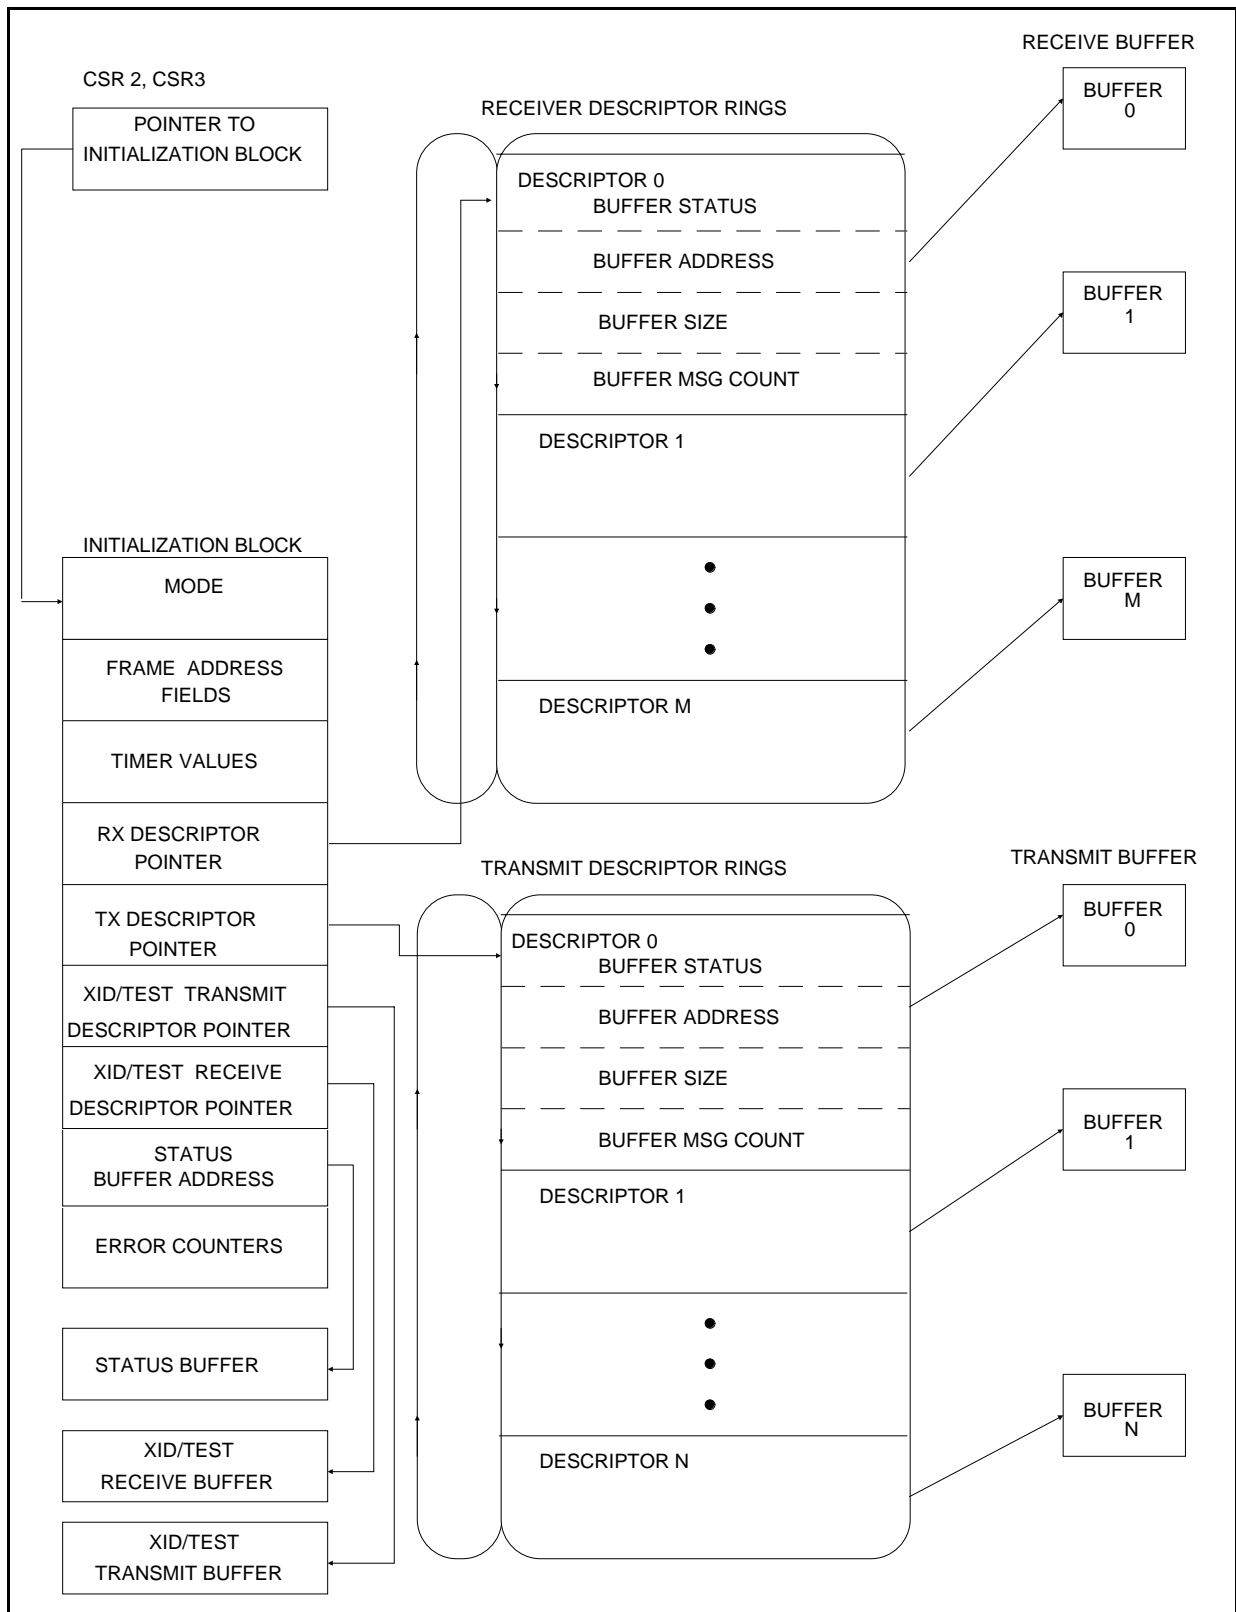 CSR 2, CSR3
POINTER TO
INITIALIZATION BLOCK
INITIALIZATION BLOCK
MODE
FRAME ADDRESS
FIELDS
TIMER VALUES
RX DESCRIPTOR
POINTER
TX DESCRIPTOR
POINTER
XID/TEST TRANSMIT
DESCRIPTOR POINTER
XID/TEST RECEIVE
DESCRIPTOR POINTER
STATUS
BUFFER ADDRESS
ERROR COUNTERS
STATUS BUFFER
XID/TEST
RECEIVE BUFFER
XID/TEST
TRANSMIT BUFFER
RECEIVER DESCRIPTOR RINGS
DESCRIPTOR 0
BUFFER STATUS
BUFFER ADDRESS
BUFFER SIZE
BUFFER MSG COUNT
DESCRIPTOR 1
DESCRIPTOR M
RECEIVE BUFFER
BUFFER
0
BUFFER
1
BUFFER
M
TRANSMIT DESCRIPTOR RINGS
DESCRIPTOR 0
BUFFER STATUS
BUFFER ADDRESS
BUFFER SIZE
BUFFER MSG COUNT
DESCRIPTOR 1
DESCRIPTOR N
TRANSMIT BUFFER
BUFFER
0
BUFFER
1
BUFFER
N